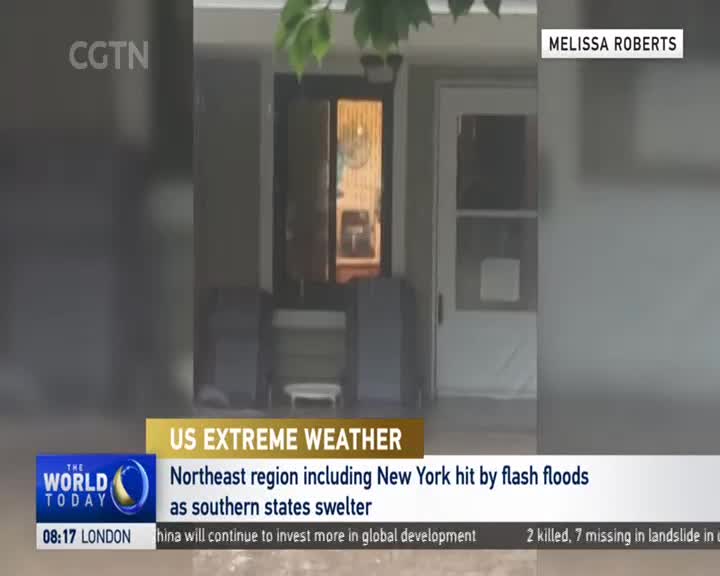 CGTN
MELISSA ROBERTS
US EXTREME WEATHER
THE
WORLD
TODAY
Northeast region including New York hit by flash floods
as southern states swelter
08:17 LONDON
china will continue to invest more in global development
2 killed, 7 missing in landslide in